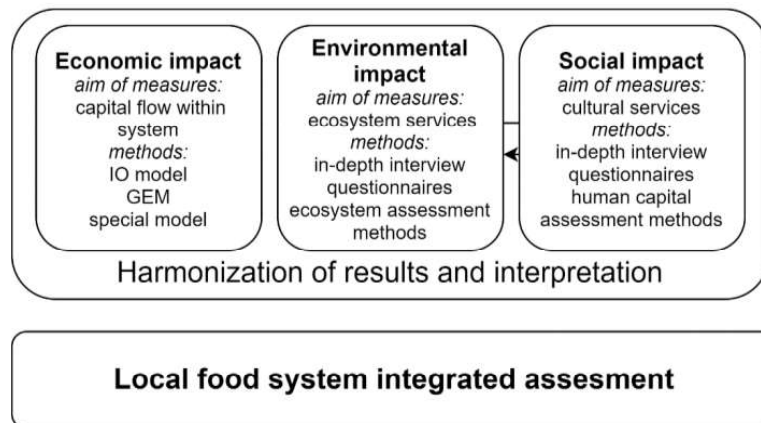 Economic impact
aim of measures:
capital flow within
system
methods:
IO model
GEM
special model
Environmental
impact
aim of measures:
ecosystem services
methods:
in-depth interview
questionnaires
ecosystem assessment
methods
Social impact
aim of measures:
cultural services
methods:
in-depth interview
questionnaires
human capital
assessment methods
Harmonization of results and interpretation
Local food system integrated assesment